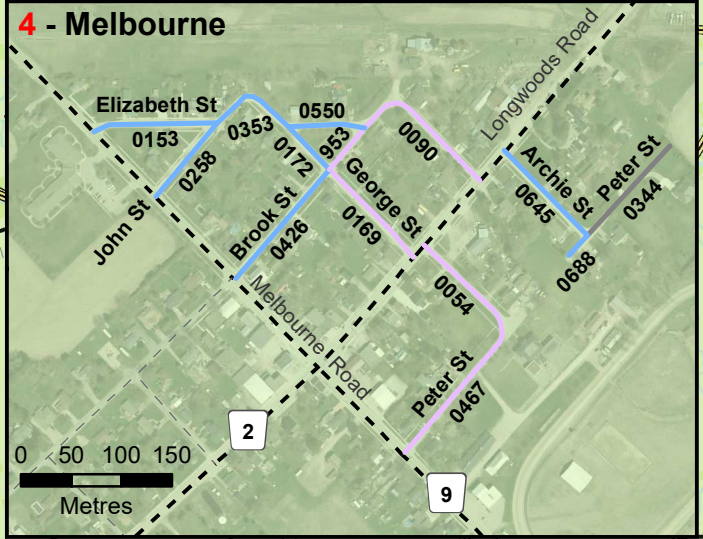 4 - Melbourne
Longwoods Road
Elizabeth St
0550
0153
0353
953
0090
0172
0258
George St
Archie St
Peter St
0645
0344
John St
Brook St
0169
0426
0688
0054
Melbourne Road
Peter St
0467
2
9
0 50 100 150
Metres